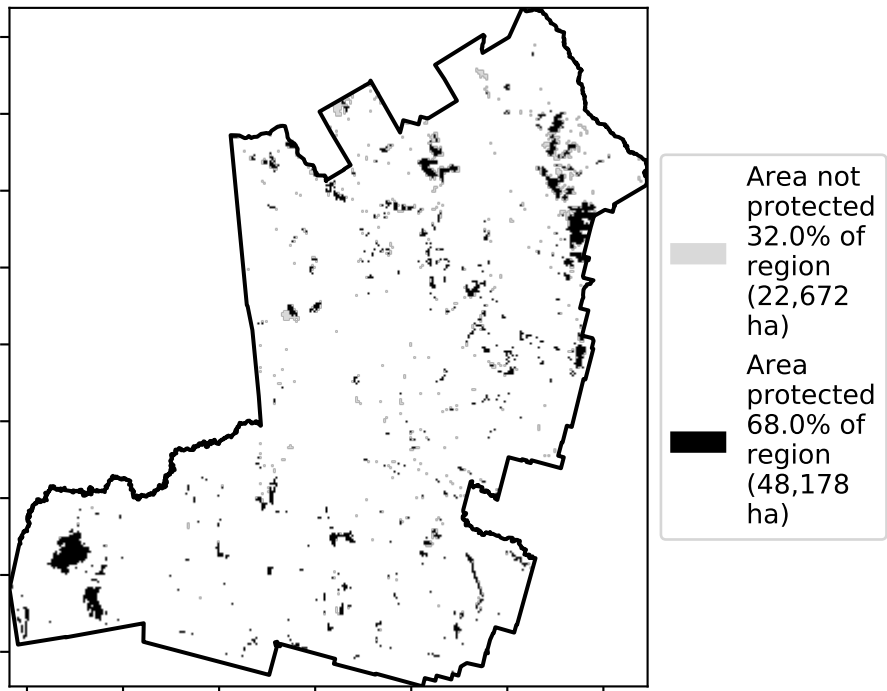 Area not
protected
32.0% of
region
(22,672
ha)
Area
protected
68.0% of
region
(48,178
ha)